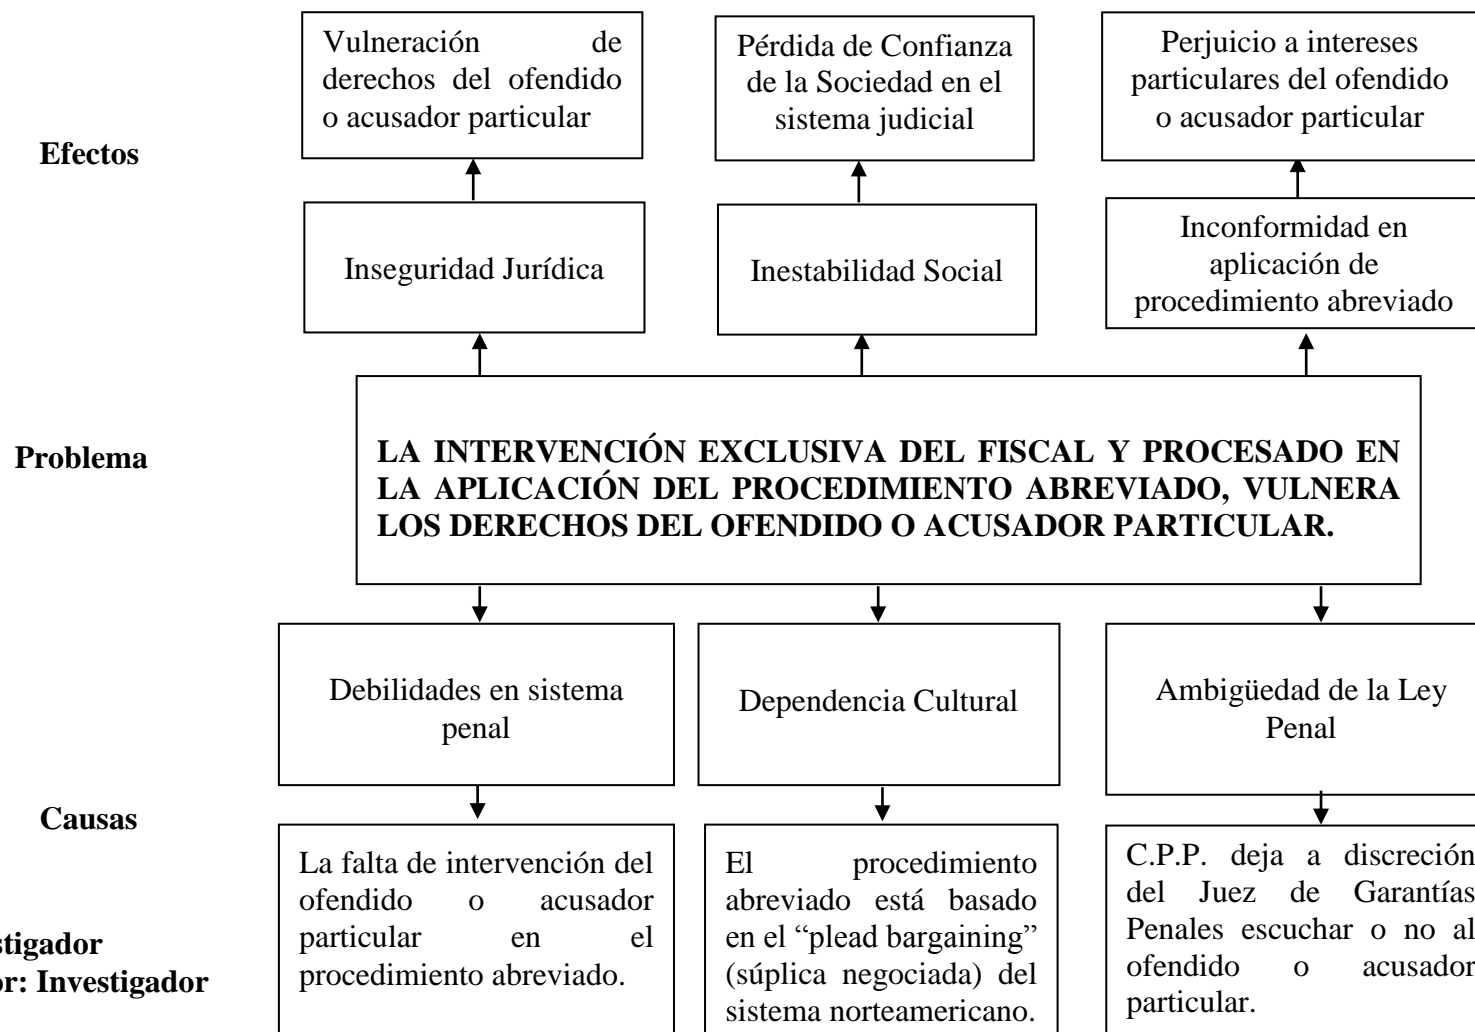 Vulneración de
derechos del ofendido
o acusador particular
Pérdida de Confianza
de la Sociedad en el
sistema judicial
Perjuicio a intereses
particulares del ofendido
o acusador particular
Efectos
Inseguridad Jurídica
Inestabilidad Social
Inconformidad en
aplicación de
procedimiento abreviado
Problema
LA INTERVENCIÓN EXCLUSIVA DEL FISCAL Y PROCESADO EN
LA APLICACIÓN DEL PROCEDIMIENTO ABREVIADO, VULNERA
LOS DERECHOS DEL OFENDIDO O ACUSADOR PARTICULAR.
Debilidades en sistema
penal
Dependencia Cultural
Ambigüedad de la Ley
Penal
Causas
La falta de intervención del
ofendido o acusador
particular en el
procedimiento abreviado.
El procedimiento
abreviado está basado
en el “plead bargaining”
(súplica negociada) del
sistema norteamericano.
C.P.P. deja a discreción
del Juez de Garantías
Penales escuchar o no al
ofendido o acusador
particular.
stigador
or: Investigador